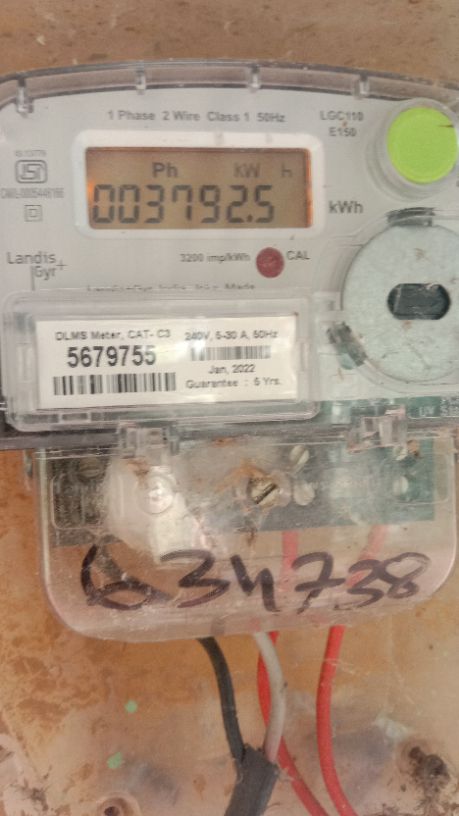 1 Phase 2 Wire Class 1 50Hz
LGC110
E150
ISI
Ph kW h
003792.5
kWh
Landis
Gyr+
3200 imp/kWh
CAL
DLMS Meter, CAT- C3
240V, 5-30 A, 50Hz
5679755
Jan, 2022
Guarantee : 5 Yrs.
634738